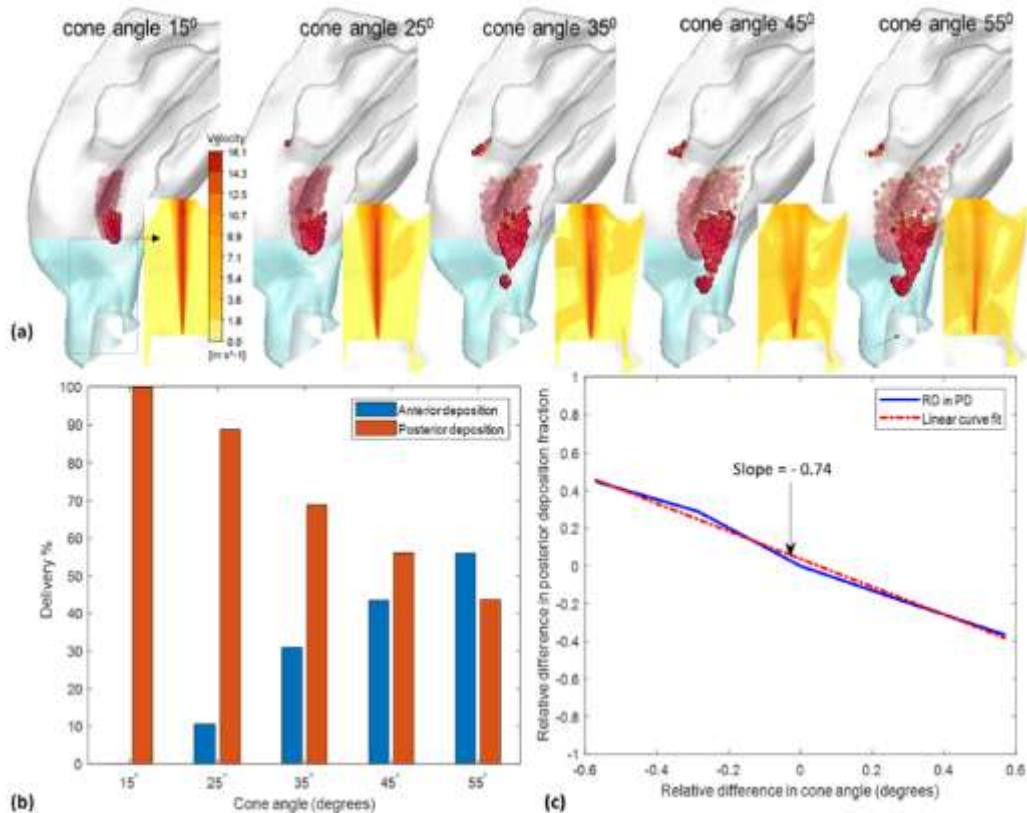 cone angle 15⁰
cone angle 25⁰
cone angle 35⁰
cone angle 45⁰
cone angle 55⁰
Velocity
16.1
14.3
12.5
10.7
8.9
7.1
5.4
3.6
1.8
0.0
[m s^-1]
(a)
Anterior deposition
Posterior deposition
Delivery %
100
90
80
70
60
50
40
30
20
10
0
15°
25°
35°
45°
55°
Cone angle (degrees)
(b)
RD in PD
Linear curve fit
Slope = - 0.74
Relative difference in posterior deposition fraction
1
0.8
0.6
0.4
0.2
0
-0.2
-0.4
-0.6
-0.8
-1
-0.6
-0.4
-0.2
0
0.2
0.4
0.6
Relative difference in cone angle (degrees)
(c)